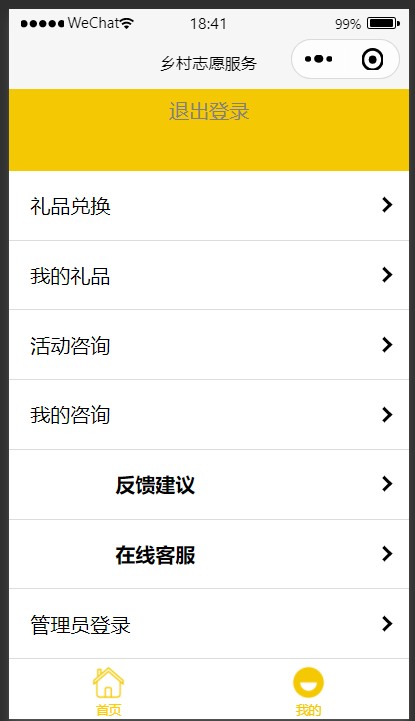 WeChat 18:41 99%
乡村志愿服务
退出登录
礼品兑换
我的礼品
活动咨询
我的咨询
反馈建议
在线客服
管理员登录
首页 我的